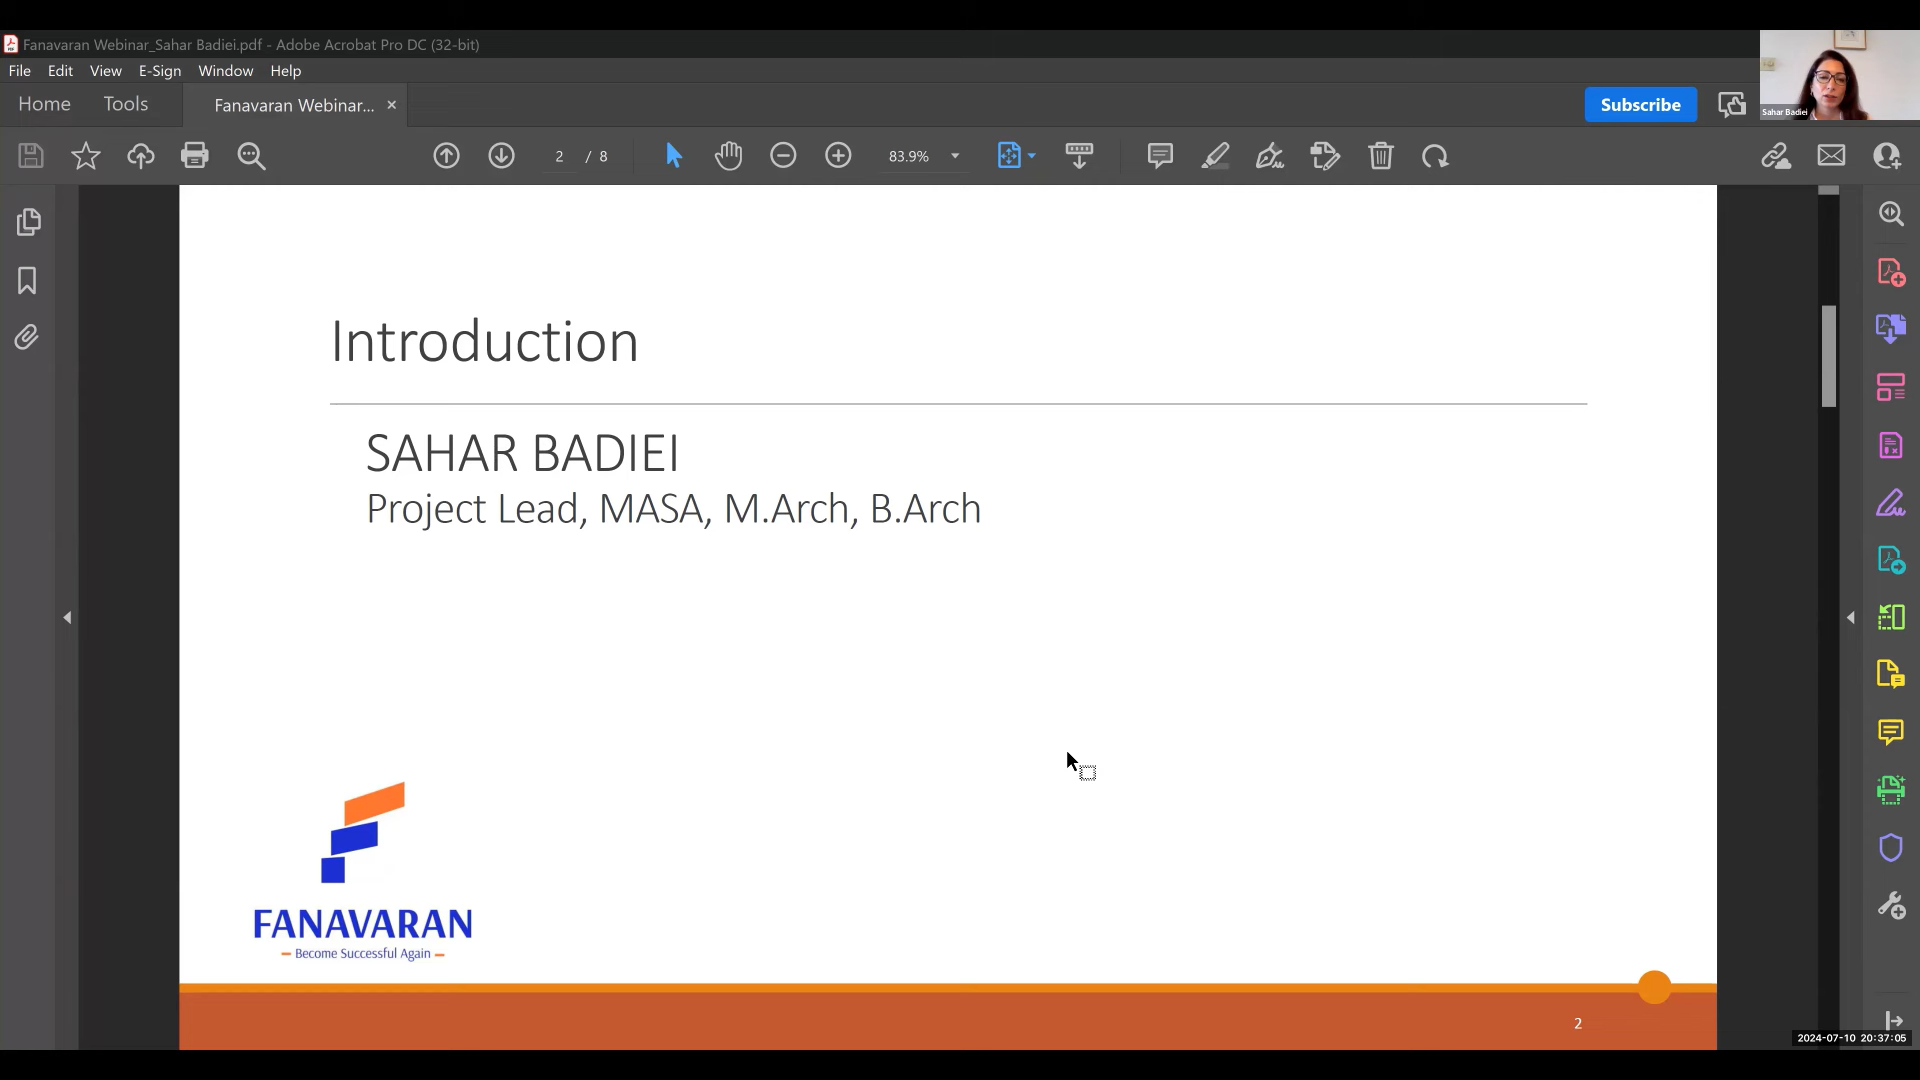 Fanavaran Webinar_Sahar Badiei.pdf - Adobe Acrobat Pro DC (32-bit)
File Edit View E-Sign Window Help
Home Tools Fanavaran Webinar... ×
Subscribe
Sahar Badiei
2 / 8
83.9%
Introduction
SAHAR BADIEI
Project Lead, MASA, M.Arch, B.Arch
FANAVARAN
Become Successful Again
2
2024-07-10 20:37:05